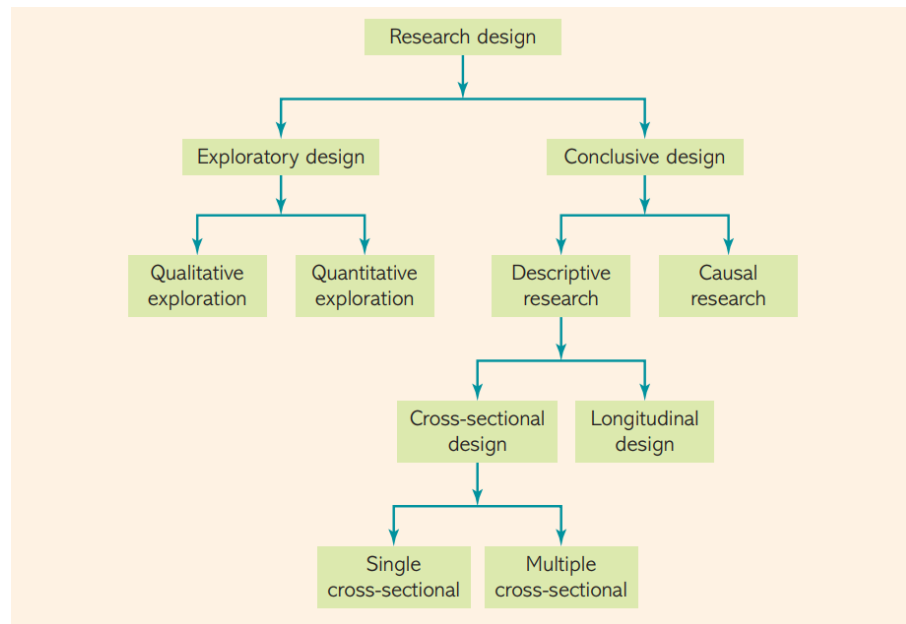 Research design
Exploratory design
Conclusive design
Qualitative
exploration
Quantitative
exploration
Descriptive
research
Causal
research
Cross-sectional
design
Longitudinal
design
Single
cross-sectional
Multiple
cross-sectional